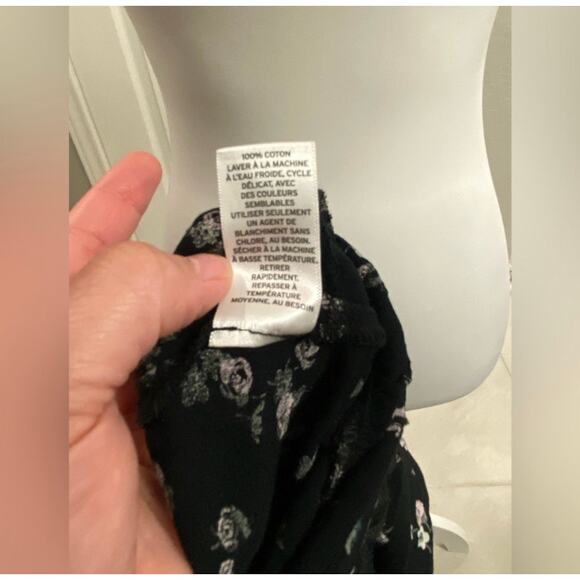 100% COTON
LAVER À LA MACHINE
À L'EAU FROIDE, CYCLE
DÉLICAT, AVEC
DES COULEURS
SEMBLABLES
UTILISER SEULEMENT
UN AGENT DE
BLANCHIMENT SANS
CHLORE, AU BESOIN.
SÉCHER À LA MACHINE
À BASSE TEMPÉRATURE.
RETIRER
RAPIDEMENT.
REPASSER À
TEMPÉRATURE
MOYENNE, AU BESOIN